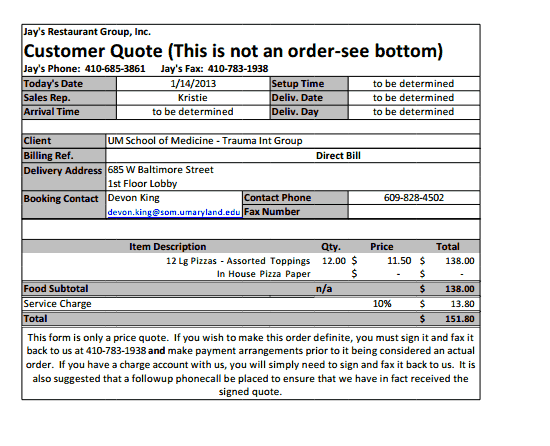 Jay's Restaurant Group, Inc.
Customer Quote (This is not an order-see bottom)
Jay's Phone: 410-685-3861 Jay's Fax: 410-783-1938
Today's Date 1/14/2013 Setup Time to be determined
Sales Rep. Kristie Deliv. Date to be determined
Arrival Time to be determined Deliv. Day to be determined
Client UM School of Medicine - Trauma Int Group
Billing Ref. Direct Bill
Delivery Address 685 W Baltimore Street
1st Floor Lobby
Booking Contact Devon King Contact Phone 609-828-4502
devon.king@som.umaryland.edu Fax Number
Item Description Qty. Price Total
12 Lg Pizzas - Assorted Toppings 12.00 $ 11.50 $ 138.00
In House Pizza Paper $ - $ -
Food Subtotal n/a $ 138.00
Service Charge 10% $ 13.80
Total $ 151.80
This form is only a price quote. If you wish to make this order definite, you must sign it and fax it
back to us at 410-783-1938 and make payment arrangements prior to it being considered an actual
order. If you have a charge account with us, you will simply need to sign and fax it back to us. It is
also suggested that a followup phonecall be placed to ensure that we have in fact received the
signed quote.